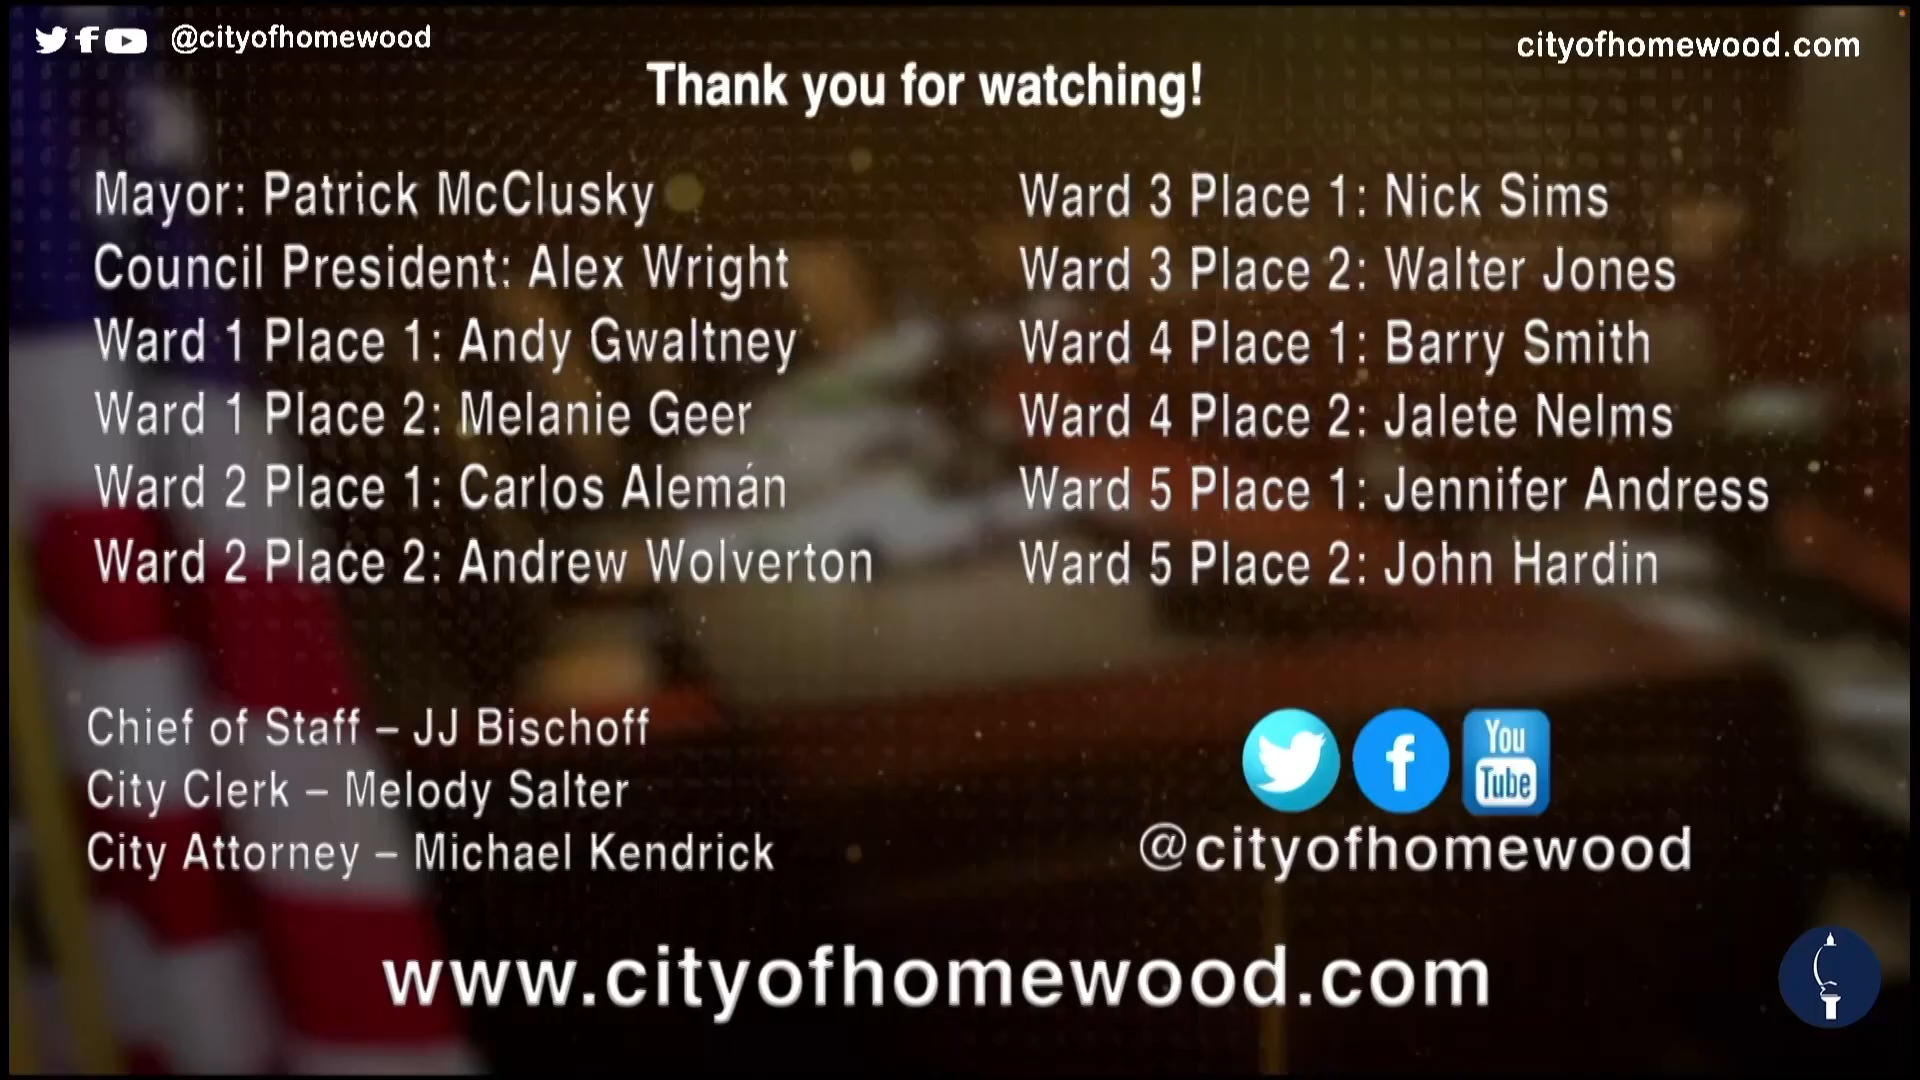 @cityofhomewood
cityofhomewood.com
Thank you for watching!
Mayor: Patrick McClusky
Council President: Alex Wright
Ward 1 Place 1: Andy Gwaltney
Ward 1 Place 2: Melanie Geer
Ward 2 Place 1: Carlos Alemán
Ward 2 Place 2: Andrew Wolverton
Ward 3 Place 1: Nick Sims
Ward 3 Place 2: Walter Jones
Ward 4 Place 1: Barry Smith
Ward 4 Place 2: Jalete Nelms
Ward 5 Place 1: Jennifer Andress
Ward 5 Place 2: John Hardin
Chief of Staff – JJ Bischoff
City Clerk – Melody Salter
City Attorney – Michael Kendrick
You
Tube
@cityofhomewood
www.cityofhomewood.com